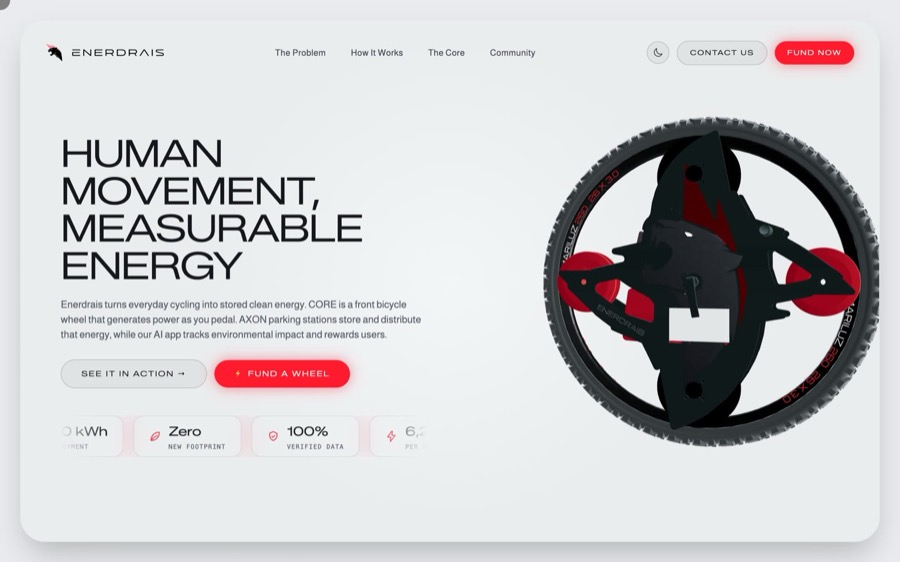 ENERDRAIS
The Problem
How It Works
The Core
Community
CONTACT US
FUND NOW
HUMAN
MOVEMENT,
MEASURABLE
ENERGY
Enerdrais turns everyday cycling into stored clean energy. CORE is a front bicycle
wheel that generates power as you pedal. AXON parking stations store and distribute
that energy, while our AI app tracks environmental impact and rewards users.
SEE IT IN ACTION →
FUND A WHEEL
kWh
Zero
NEW FOOTPRINT
100%
VERIFIED DATA
ENERDRAIS